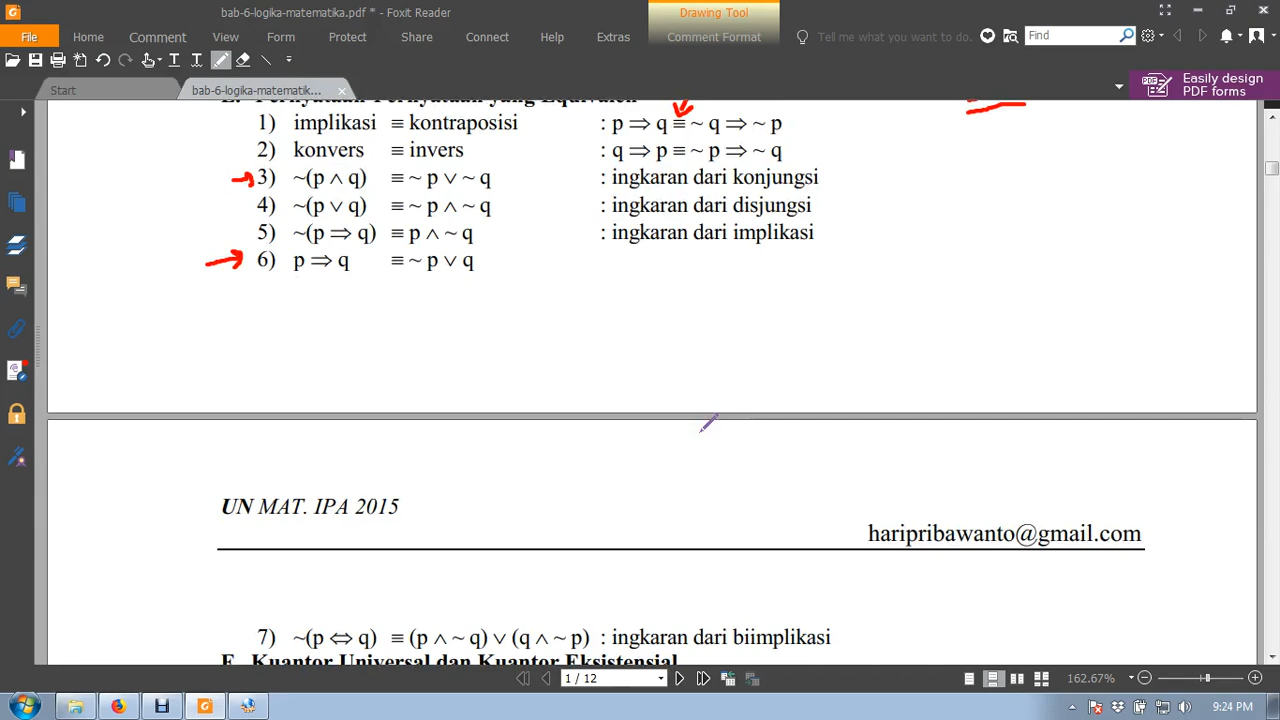 bab-6-logika-matematika.pdf * - Foxit Reader
Drawing Tool
File Home Comment View Form Protect Share Connect Help Extras Comment Format Tell me what you want to do. Find
Start
bab-6-logika-matematik...
Easily design
PDF forms
E. Pernyataan-Pernyataan yang Equivalen
1) implikasi ≡ kontraposisi : p ⇒ q ≡ ~ q ⇒ ~ p
2) konvers ≡ invers : q ⇒ p ≡ ~ p ⇒ ~ q
3) ~(p ∧ q) ≡ ~ p ∨ ~ q : ingkaran dari konjungsi
4) ~(p ∨ q) ≡ ~ p ∧ ~ q : ingkaran dari disjungsi
5) ~(p ⇒ q) ≡ p ∧ ~ q : ingkaran dari implikasi
6) p ⇒ q ≡ ~ p ∨ q
UN MAT. IPA 2015
haripribawanto@gmail.com
7) ~(p ⇔ q) ≡ (p ∧ ~ q) ∨ (q ∧ ~ p) : ingkaran dari biimplikasi
F. Kuantor Universal dan Kuantor Eksistensial
1 / 12
162.67%
9:24 PM